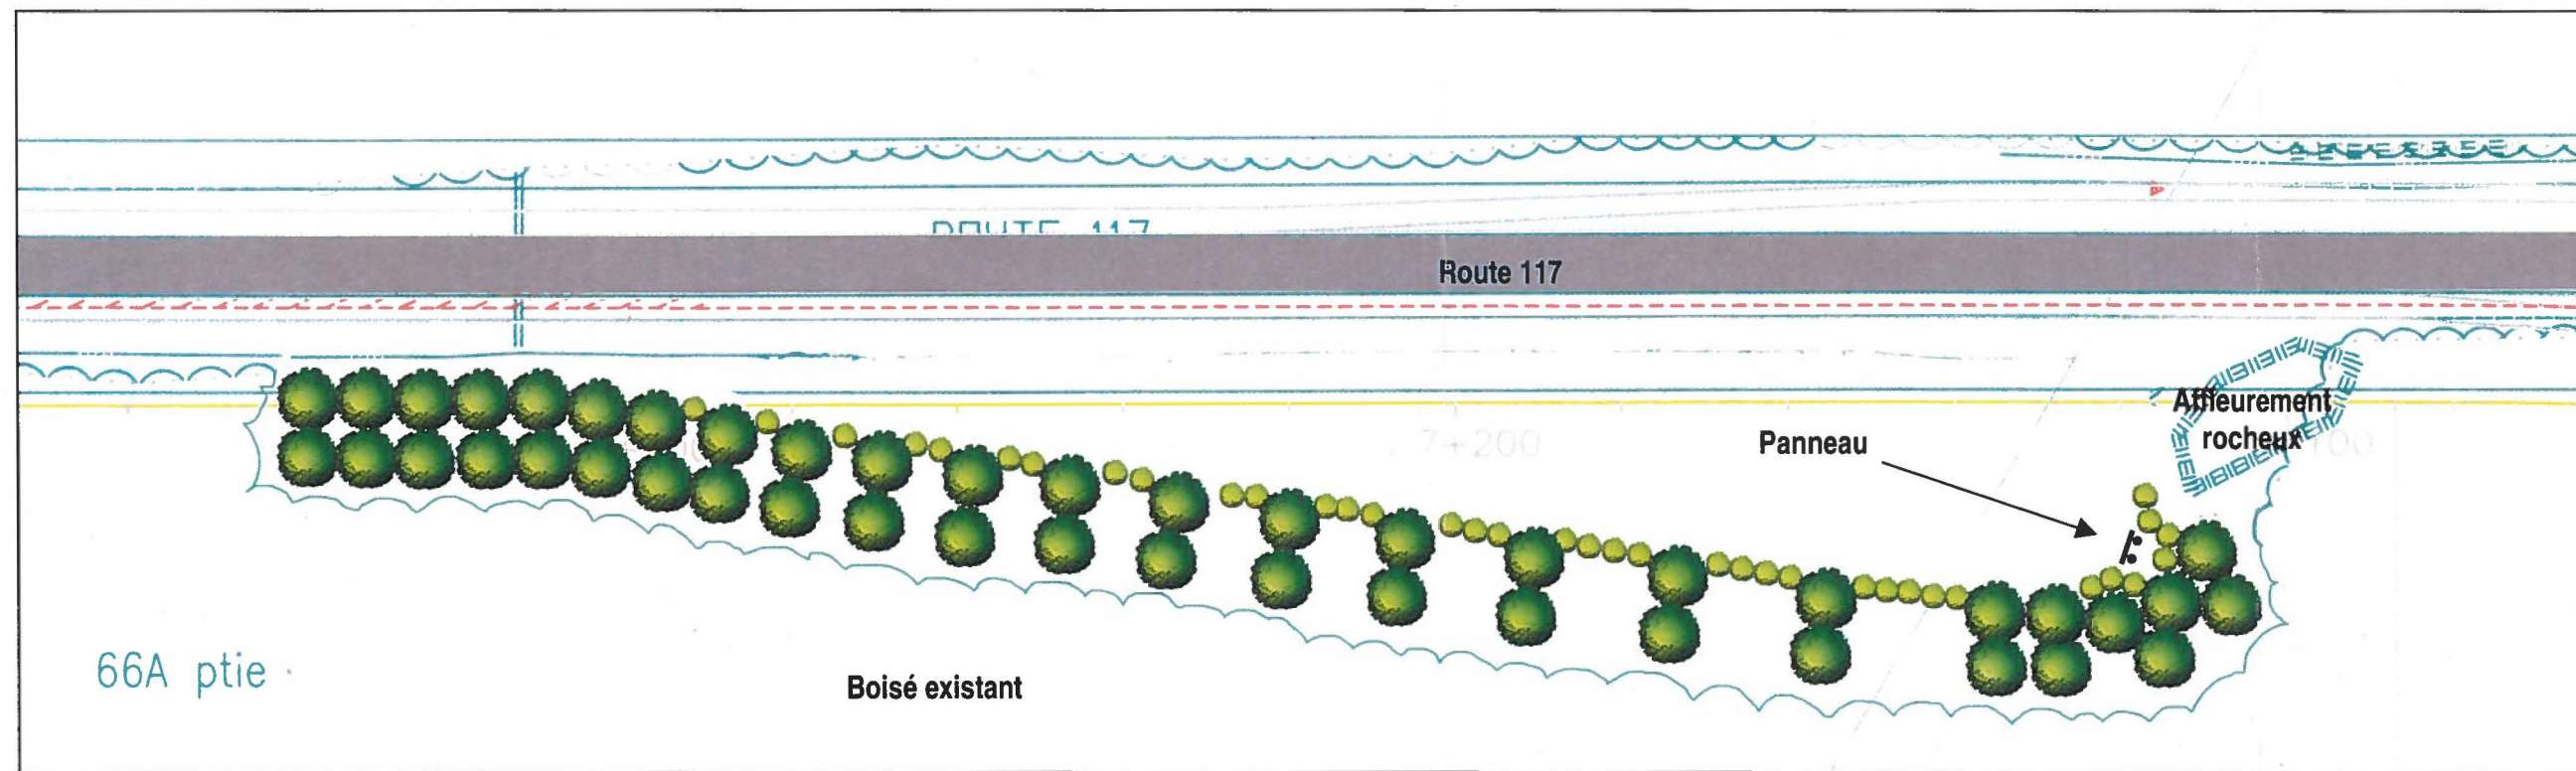 ROUTE 117
Route 117
Affleurement
rocheux
Panneau
7+200
66A ptie
Boisé existant